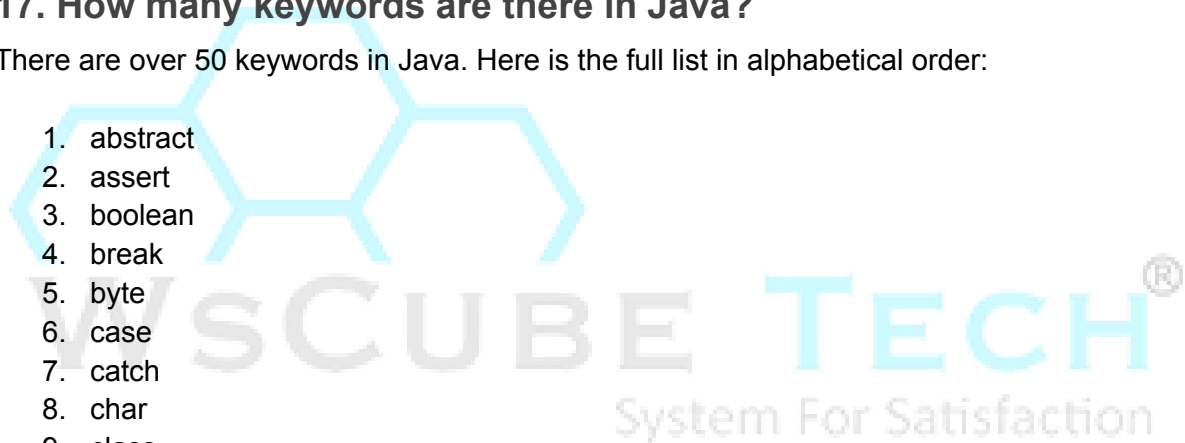 17. How many keywords are there in Java?
There are over 50 keywords in Java. Here is the full list in alphabetical order:
1. abstract
2. assert
3. boolean
4. break
5. byte
6. case
7. catch
8. char
WSCUBE TECH®
System For Satisfaction